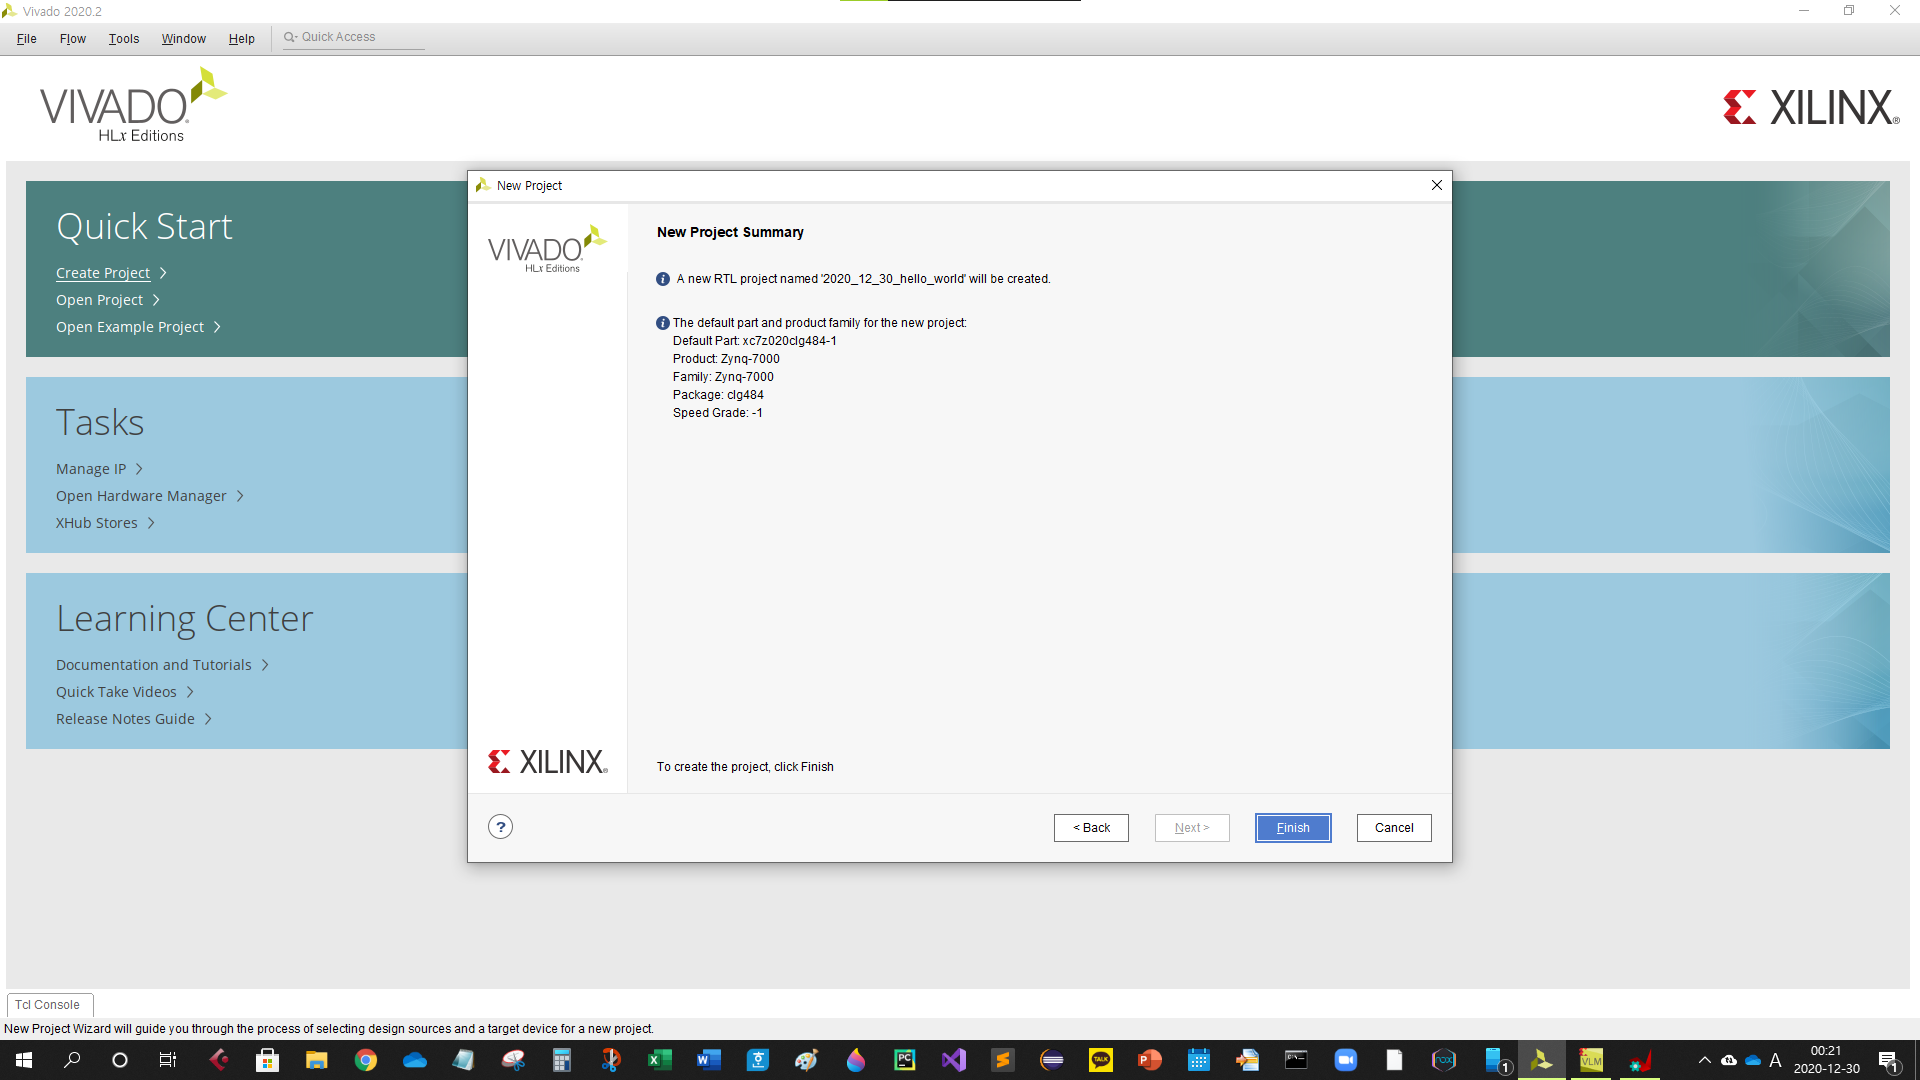 Vivado 2020.2
File Flow Tools Window Help Quick Access
VIVADO
HLx Editions
XILINX
Quick Start
Create Project
Open Project
Open Example Project
Tasks
Manage IP
Open Hardware Manager
XHub Stores
Learning Center
Documentation and Tutorials
Quick Take Videos
Release Notes Guide
New Project
VIVADO
HLx Editions
XILINX
New Project Summary
A new RTL project named '2020_12_30_hello_world' will be created.
The default part and product family for the new project:
Default Part: xc7z020clg484-1
Product: Zynq-7000
Family: Zynq-7000
Package: clg484
Speed Grade: -1
To create the project, click Finish
?
< Back Next > Finish Cancel
Tcl Console
New Project Wizard will guide you through the process of selecting design sources and a target device for a new project.
PC
TALK
1
VLM
A
00:21
2020-12-30
1